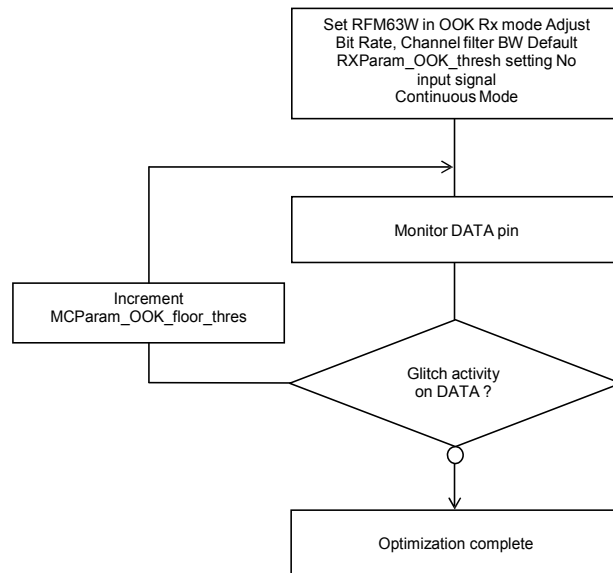 Set RFM63W in OOK Rx mode Adjust
Bit Rate, Channel filter BW Default
RXParam_OOK_thresh setting No
input signal
Continuous Mode
Monitor DATA pin
Increment
MCParam_OOK_floor_thres
Glitch activity
on DATA ?
Optimization complete